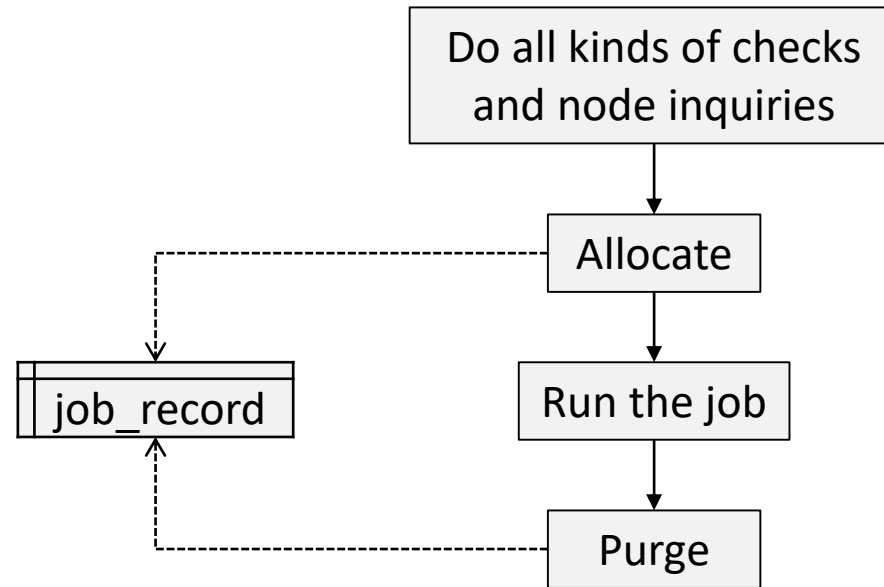 Do all kinds of checks
and node inquiries
Allocate
job_record
Run the job
Purge